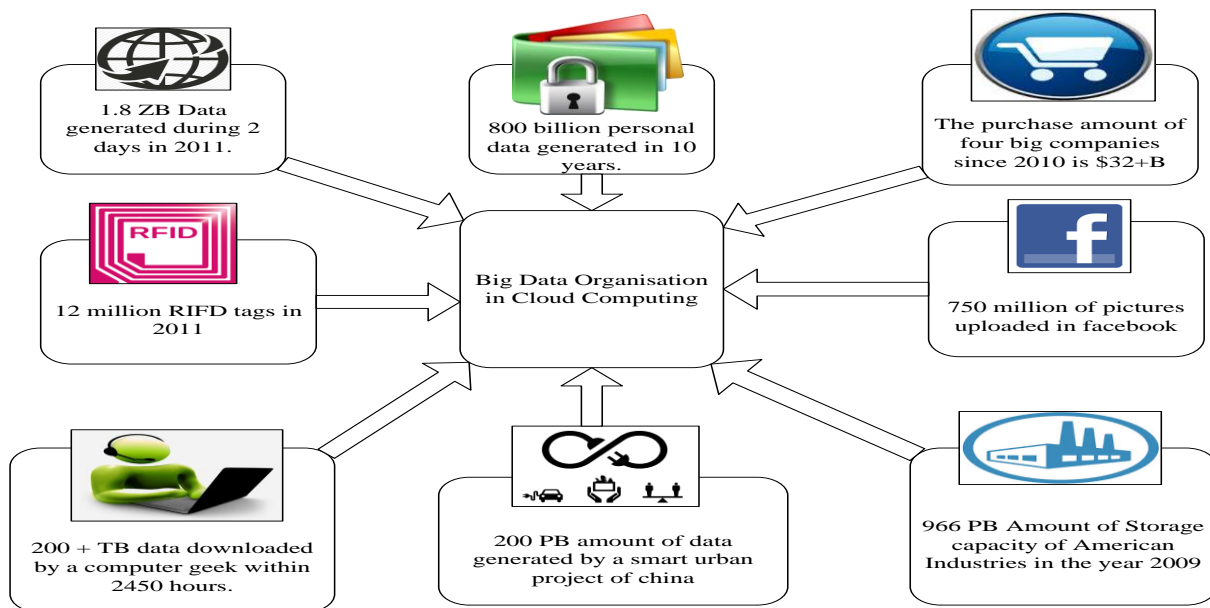 1.8 ZB Data
generated during 2
days in 2011.
800 billion personal
data generated in 10
years.
The purchase amount of
four big companies
since 2010 is $32+B
RFID
12 million RIFD tags in
2011
Big Data Organisation
in Cloud Computing
f
750 million of pictures
uploaded in facebook
200 + TB data downloaded
by a computer geek within
2450 hours.
200 PB amount of data
generated by a smart urban
project of china
966 PB Amount of Storage
capacity of American
Industries in the year 2009